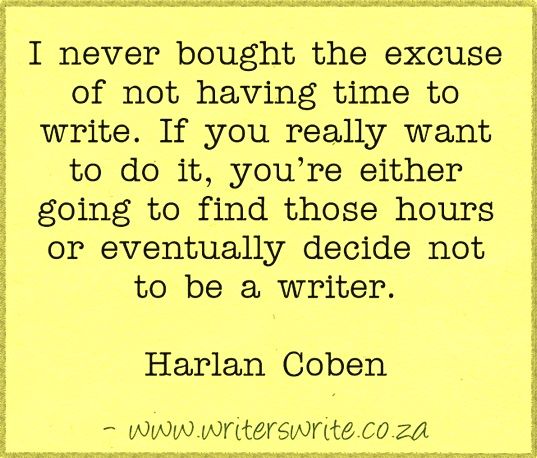 I never bought the excuse
of not having time to
write. If you really want
to do it, you’re either
going to find those hours
or eventually decide not
to be a writer.
Harlan Coben
- www.writerswrite.co.za